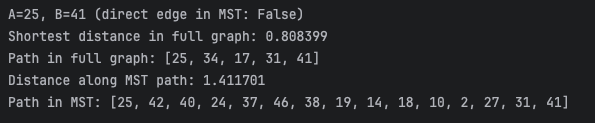 A=25, B=41 (direct edge in MST: False)
Shortest distance in full graph: 0.808399
Path in full graph: [25, 34, 17, 31, 41]
Distance along MST path: 1.411701
Path in MST: [25, 42, 40, 24, 37, 46, 38, 19, 14, 18, 10, 2, 27, 31, 41]